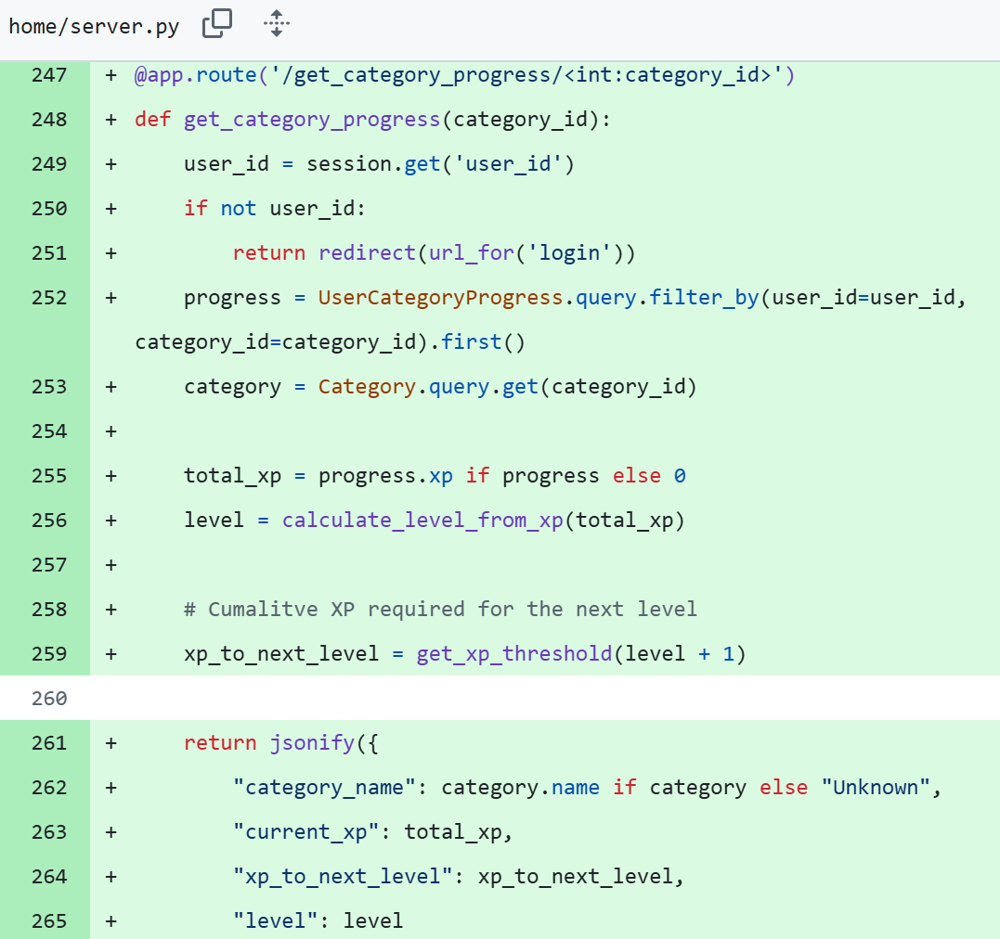 home/server.py
247 + @app.route('/get_category_progress/<int:category_id>')
248 + def get_category_progress(category_id):
249 +     user_id = session.get('user_id')
250 +     if not user_id:
251 +         return redirect(url_for('login'))
252 +     progress = UserCategoryProgress.query.filter_by(user_id=user_id,
category_id=category_id).first()
253 +     category = Category.query.get(category_id)
254 +
255 +     total_xp = progress.xp if progress else 0
256 +     level = calculate_level_from_xp(total_xp)
257 +
258 +     # Cumalitve XP required for the next level
259 +     xp_to_next_level = get_xp_threshold(level + 1)
260
261 +     return jsonify({
262 +         "category_name": category.name if category else "Unknown",
263 +         "current_xp": total_xp,
264 +         "xp_to_next_level": xp_to_next_level,
265 +         "level": level